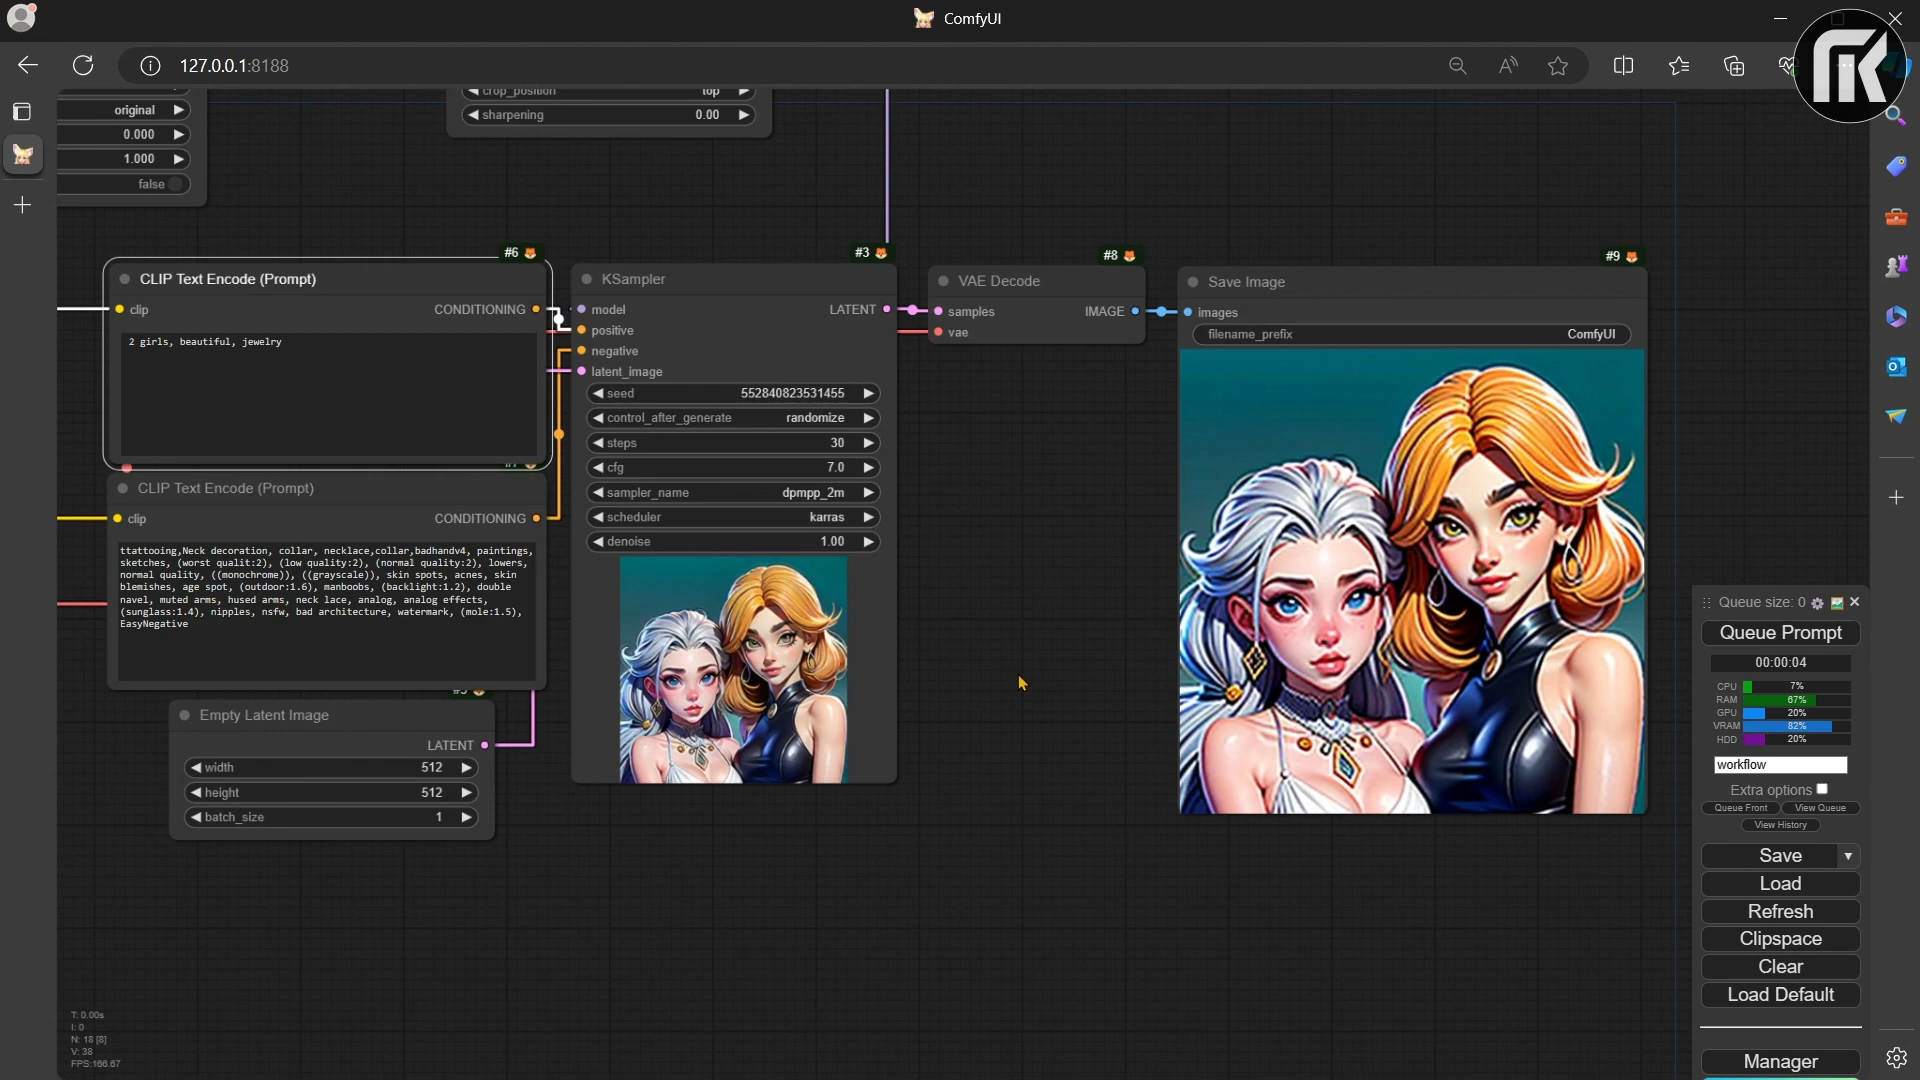 ComfyUI
127.0.0.1:8188
original
0.000
1.000
false
crop_position top
sharpening 0.00
#6
CLIP Text Encode (Prompt)
clip CONDITIONING
2 girls, beautiful, jewelry
CLIP Text Encode (Prompt)
clip CONDITIONING
ttattooing,Neck decoration, collar, necklace,collar,badhandv4, paintings,
sketches, (worst qualit:2), (low quality:2), (normal quality:2), lowers,
normal quality, ((monochrome)), ((grayscale)), skin spots, acnes, skin
blemishes, age spot, (outdoor:1.6), manboobs, (backlight:1.2), double
navel, muted arms, hused arms, neck lace, analog, analog effects,
(sunglass:1.4), nipples, nsfw, bad architecture, watermark, (mole:1.5),
EasyNegative
Empty Latent Image
LATENT
width 512
height 512
batch_size 1
#3
KSampler
model LATENT
positive
negative
latent_image
seed 552840823531455
control_after_generate randomize
steps 30
cfg 7.0
sampler_name dpmpp_2m
scheduler karras
denoise 1.00
#8
VAE Decode
samples IMAGE
vae
#9
Save Image
images
filename_prefix ComfyUI
Queue size: 0
Queue Prompt
00:00:04
CPU 7%
RAM 67%
GPU 20%
VRAM 82%
HDD 20%
workflow
Extra options
Queue Front View Queue
View History
Save
Load
Refresh
Clipspace
Clear
Load Default
Manager
T: 0.00s
I: 0
N: 18 [8]
V: 38
FPS:166.67